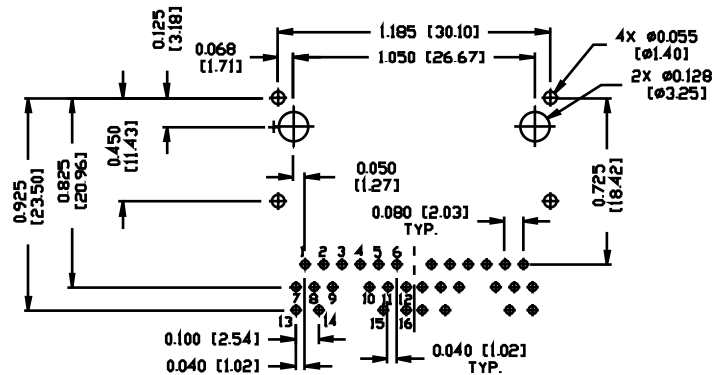 1.185 [30.10]
1.050 [26.67]
4X ø0.055
[ø1.40]
2X ø0.128
[ø3.25]
0.125
[3.18]
0.068
[1.71]
0.450
[11.43]
0.825
[20.96]
0.925
[23.50]
0.050
[1.27]
0.080 [2.03]
TYP.
0.725
[18.42]
1 2 3 4 5 6
7 8 9 10 11 12
13 14 15 16
0.100 [2.54]
0.040 [1.02]
0.040 [1.02]
TYP.